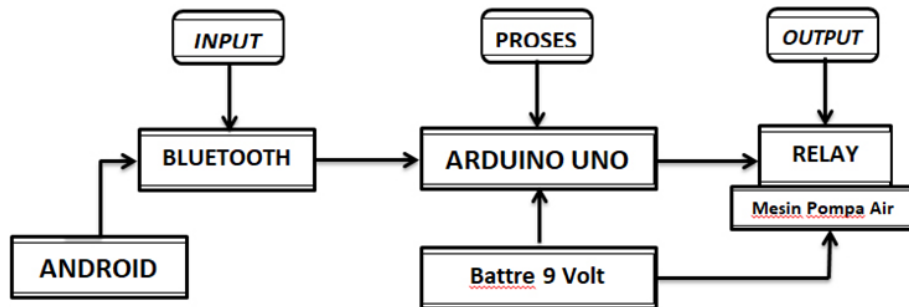 INPUT
PROSES
OUTPUT
BLUETOOTH
ARDUINO UNO
RELAY
Mesin Pompa Air
ANDROID
Battre 9 Volt